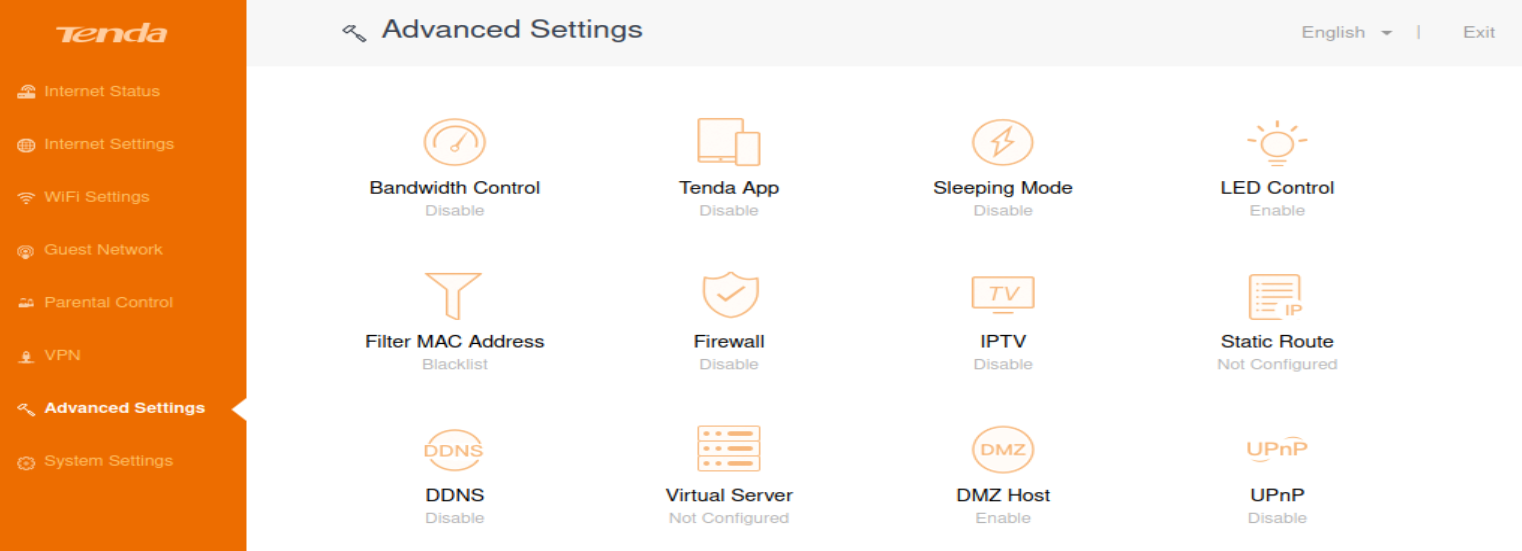 Tenda
Advanced Settings
English | Exit
Internet Status
Internet Settings
WiFi Settings
Guest Network
Parental Control
VPN
Advanced Settings
System Settings
Bandwidth Control
Disable
Tenda App
Disable
Sleeping Mode
Disable
LED Control
Enable
Filter MAC Address
Blacklist
Firewall
Disable
TV
IPTV
Disable
IP
Static Route
Not Configured
DDNS
DDNS
Disable
Virtual Server
Not Configured
DMZ
DMZ Host
Enable
UPnP
UPnP
Disable